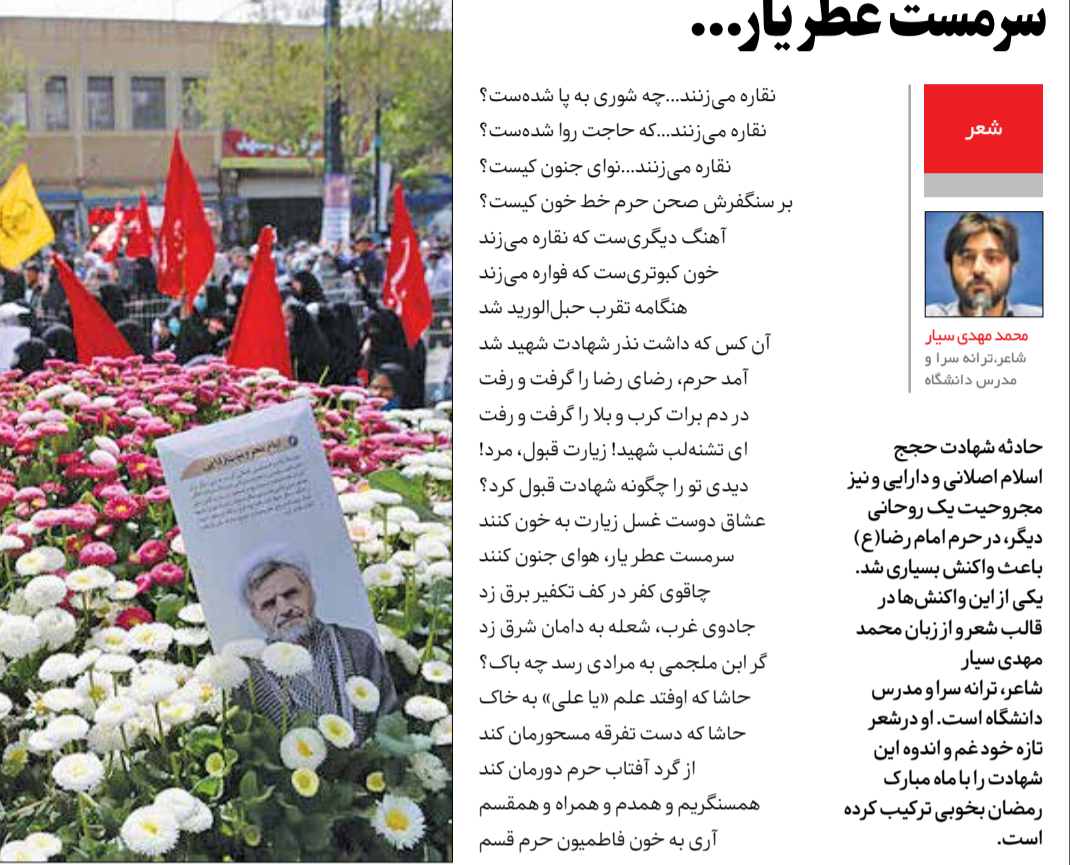 سرمست عطر یار...
شعر
محمد مهدی سیار
شاعر،ترانه سرا و
مدرس دانشگاه
حادثه شهادت حجج
اسلام اصلانی و دارایی و نیز
مجروحیت یک روحانی
دیگر، در حرم امام رضا(ع)
باعث واکنش بسیاری شد.
یکی از این واکنش‌ها در
قالب شعر و از زبان محمد
مهدی سیار
شاعر، ترانه سرا و مدرس
دانشگاه است. او در شعر
تازه خود غم و اندوه این
شهادت را با ماه مبارک
رمضان بخوبی ترکیب کرده
است.
نقاره می‌زنند...چه شوری به پا شده‌ست؟
نقاره می‌زنند...که حاجت روا شده‌ست؟
نقاره می‌زنند...نوای جنون کیست؟
بر سنگفرش صحن حرم خط خون کیست؟
آهنگ دیگری‌ست که نقاره می‌زند
خون کبوتری‌ست که فواره می‌زند
هنگامه تقرب حبل‌الورید شد
آن کس که داشت نذر شهادت شهید شد
آمد حرم، رضای رضا را گرفت و رفت
در دم برات کرب و بلا را گرفت و رفت
ای تشنه‌لب شهید! زیارت قبول، مرد!
دیدی تو را چگونه شهادت قبول کرد؟
عشاق دوست غسل زیارت به خون کنند
سرمست عطر یار، هوای جنون کنند
چاقوی کفر در کف تکفیر برق زد
جادوی غرب، شعله به دامان شرق زد
گر ابن ملجمی به مرادی رسد چه باک؟
حاشا که اوفتد علم «یا علی» به خاک
حاشا که دست تفرقه مسحورمان کند
از گرد آفتاب حرم دورمان کند
همسنگریم و همدم و همراه و همقسم
آری به خون فاطمیون حرم قسم